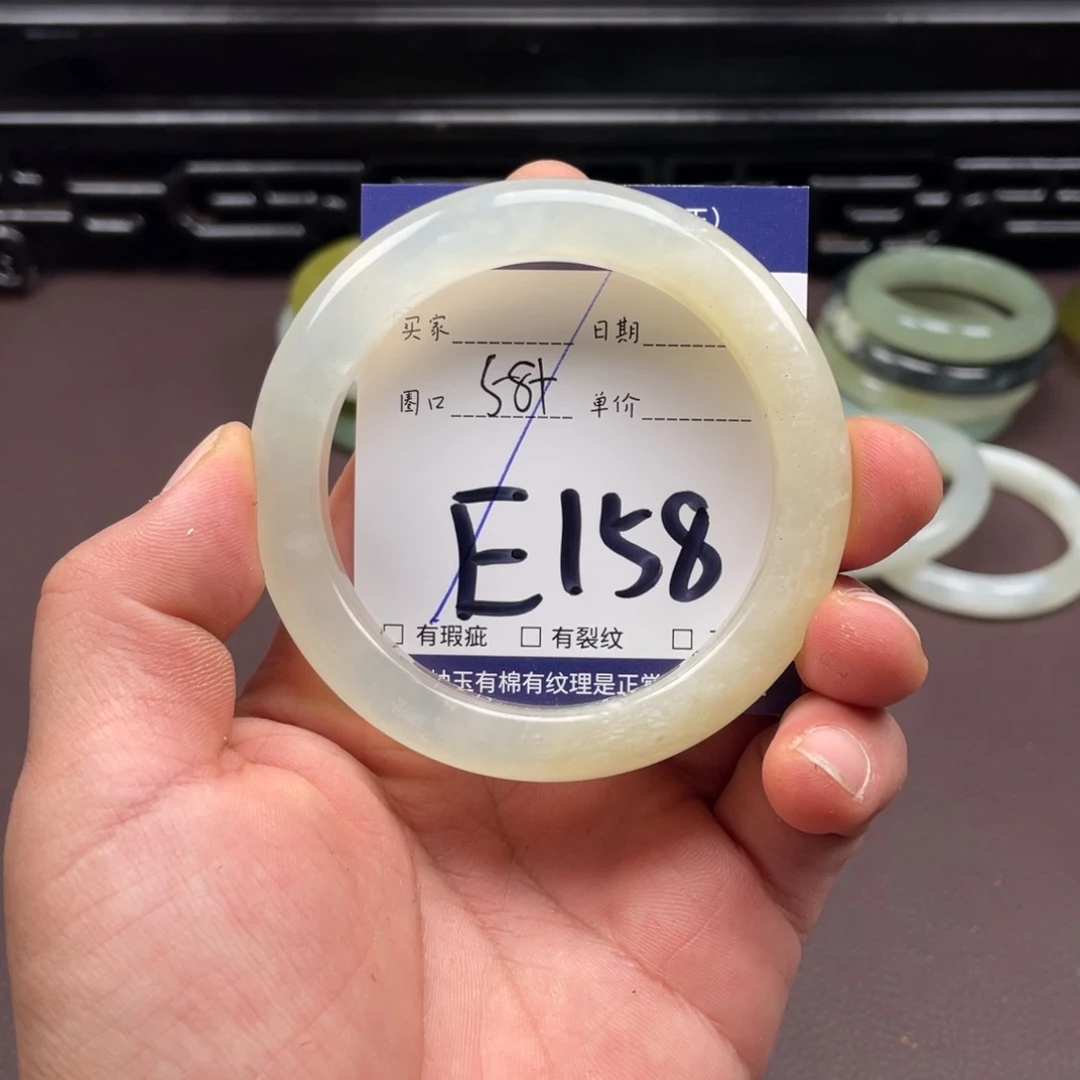 买家 日期
圈口 58+ 单价
E158
□ 有瑕疵 □ 有裂纹 □
玉有棉有纹理是正常